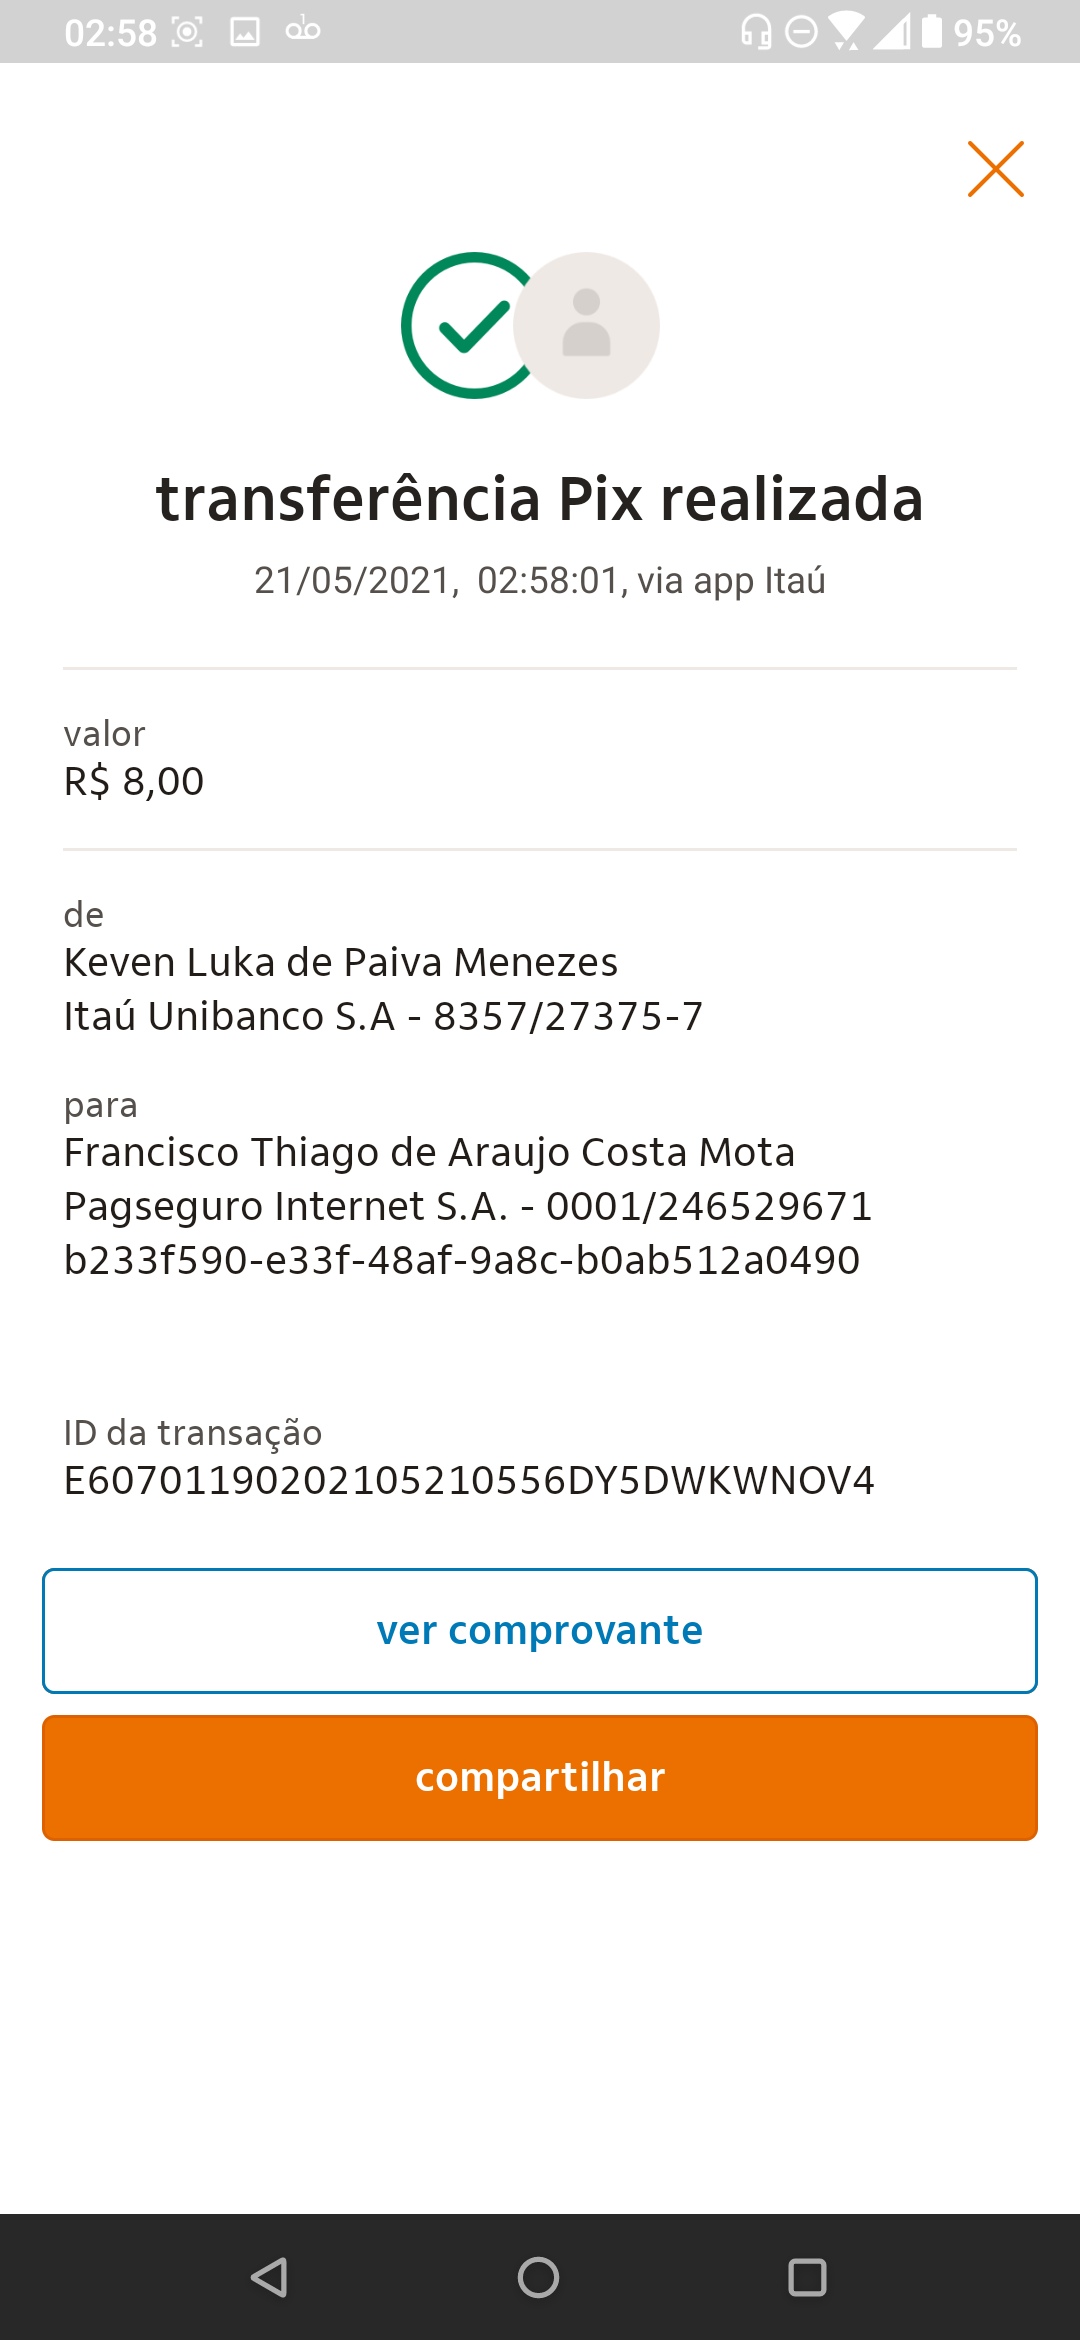 02:58 1 95%
transferência Pix realizada
21/05/2021, 02:58:01, via app Itaú
valor
R$ 8,00
de
Keven Luka de Paiva Menezes
Itaú Unibanco S.A - 8357/27375-7
para
Francisco Thiago de Araujo Costa Mota
Pagseguro Internet S.A. - 0001/246529671
b233f590-e33f-48af-9a8c-b0ab512a0490
ID da transação
E60701190202105210556DY5DWKWNOV4
ver comprovante
compartilhar